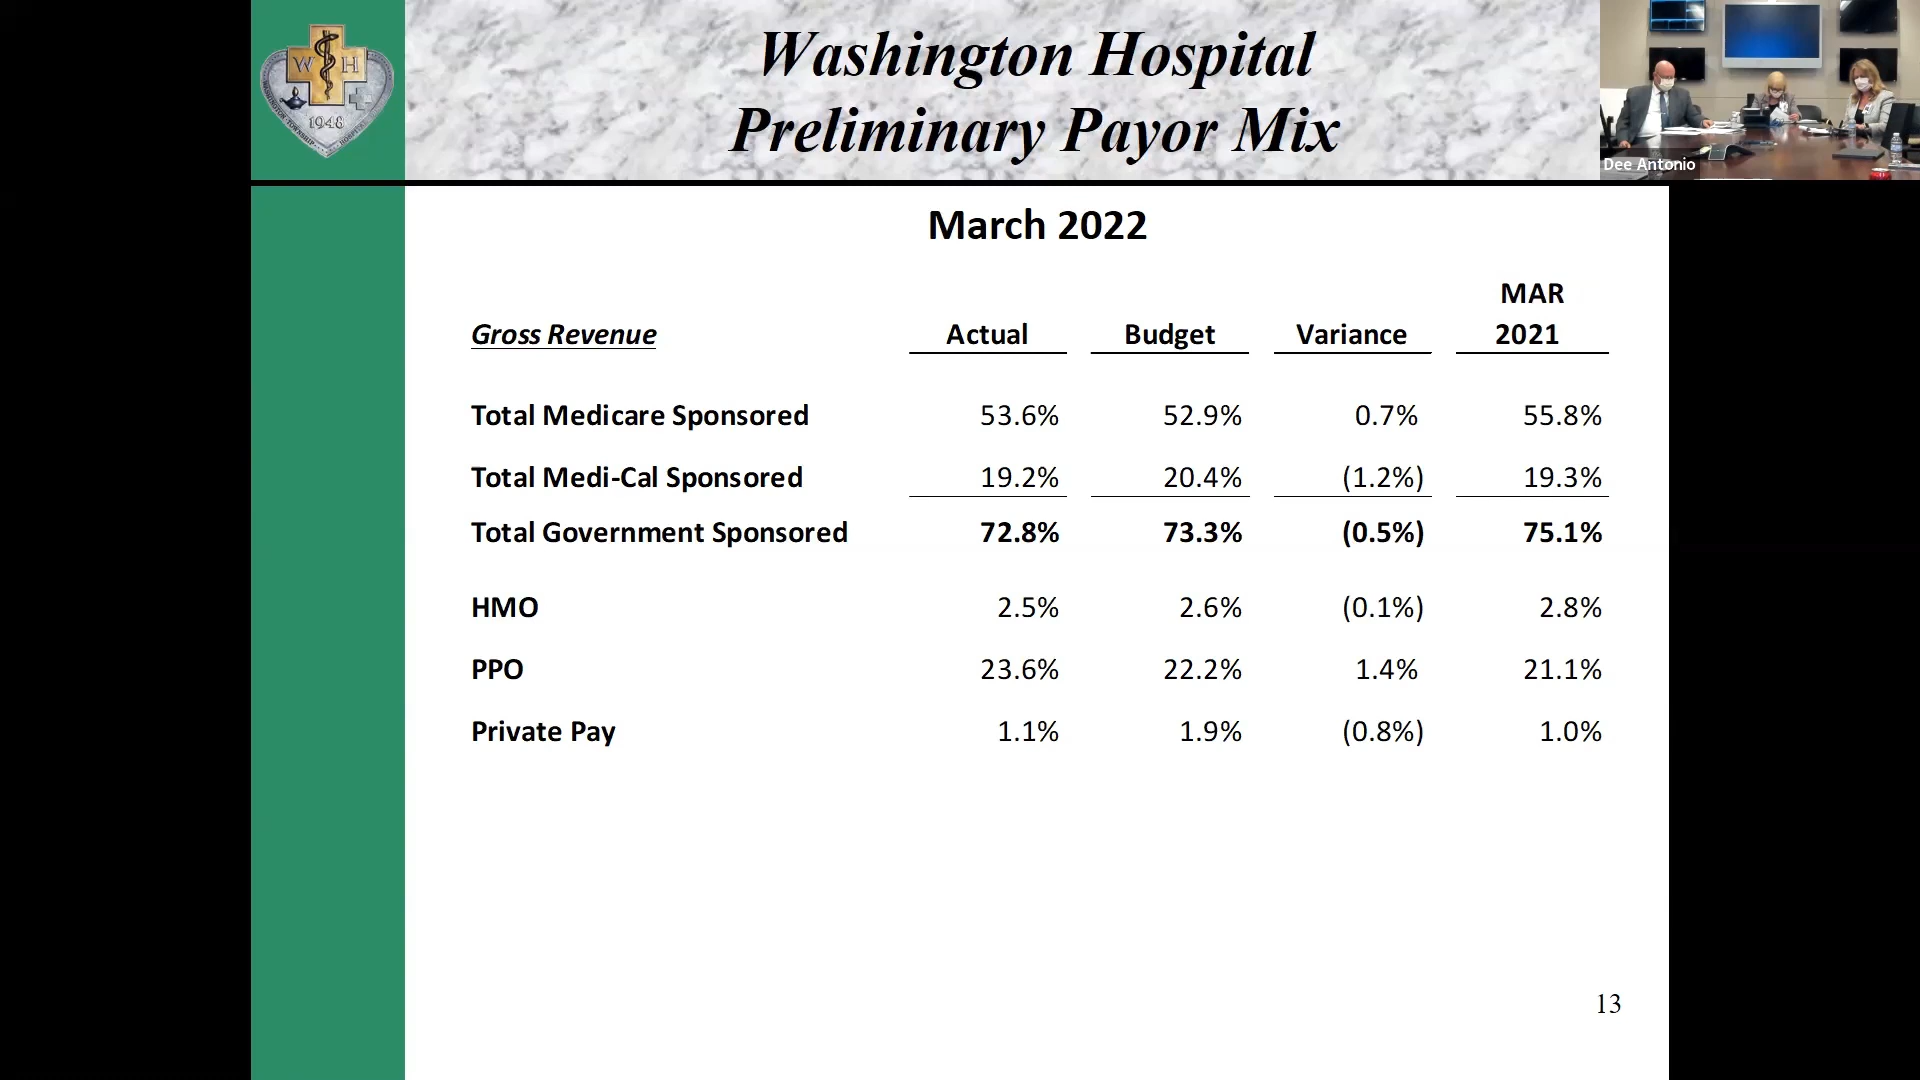 Washington Hospital
Preliminary Payor Mix
W H
1948
Dee Antonio
March 2022
MAR
Gross Revenue Actual Budget Variance 2021
Total Medicare Sponsored 53.6% 52.9% 0.7% 55.8%
Total Medi-Cal Sponsored 19.2% 20.4% (1.2%) 19.3%
Total Government Sponsored 72.8% 73.3% (0.5%) 75.1%
HMO 2.5% 2.6% (0.1%) 2.8%
PPO 23.6% 22.2% 1.4% 21.1%
Private Pay 1.1% 1.9% (0.8%) 1.0%
13